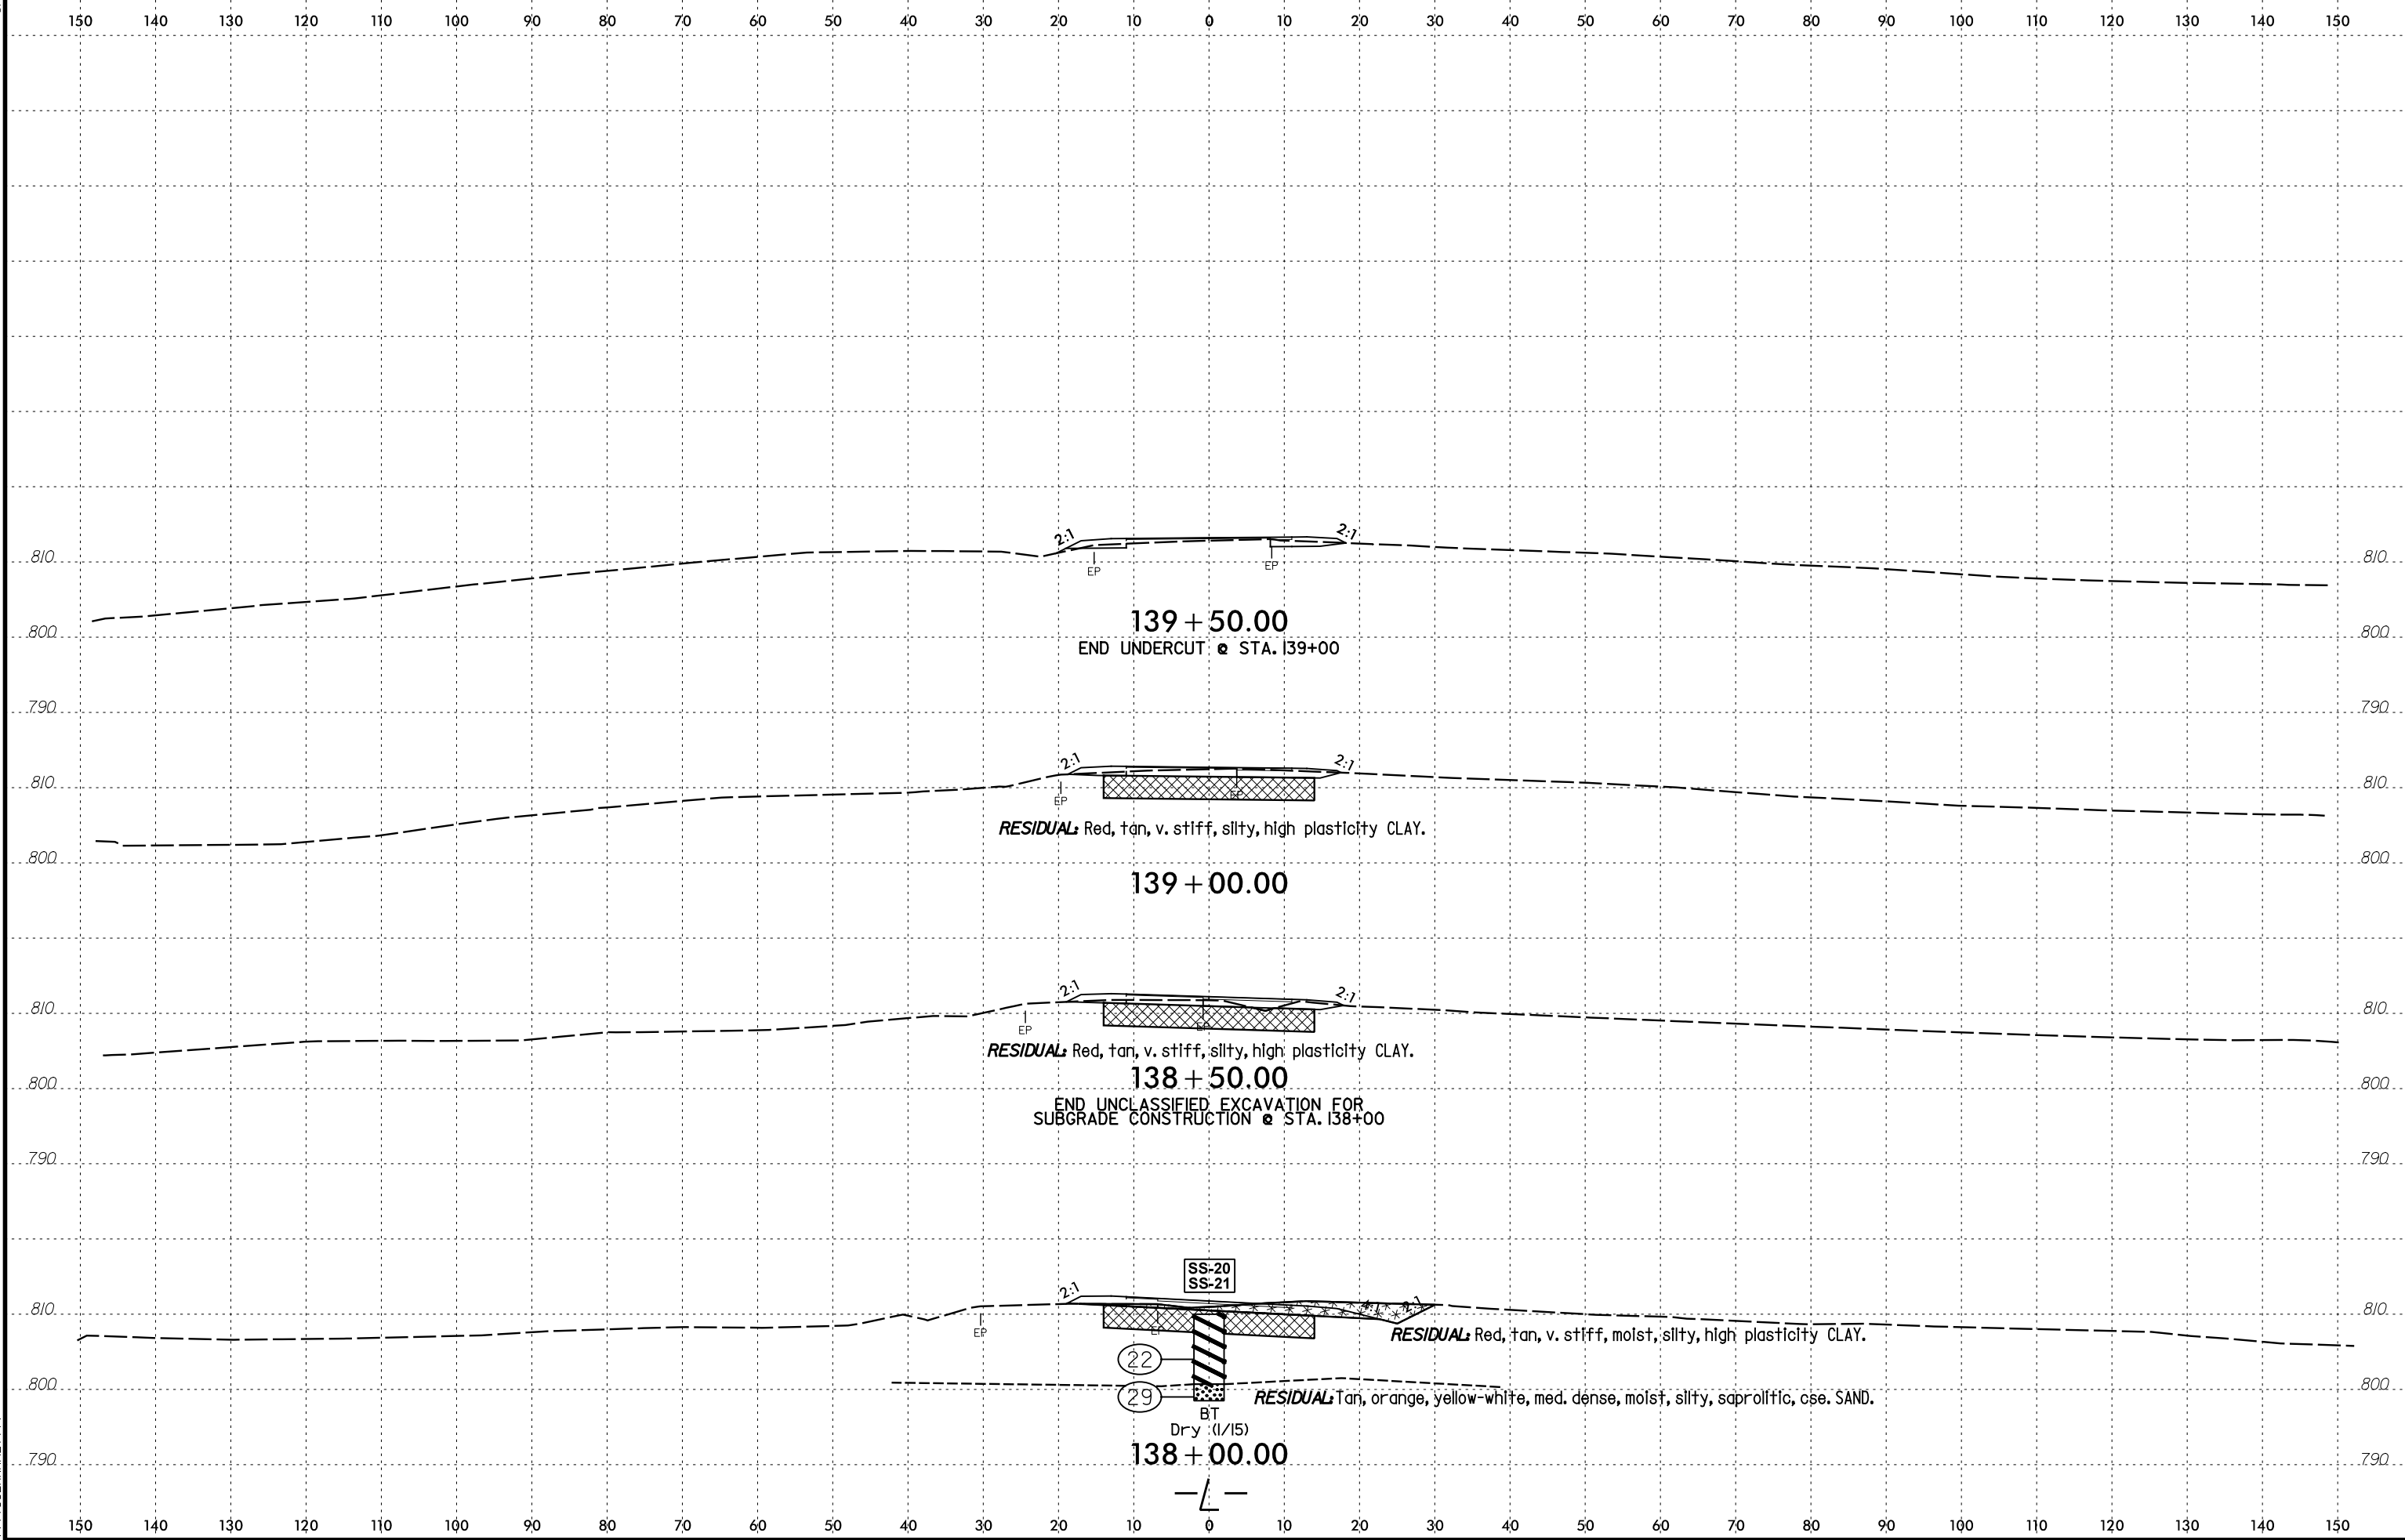 150 140 130 120 110 100 90 80 70 60 50 40 30 20 10 0 10 20 30 40 50 60 70 80 90 100 110 120 130 140 150
2:1 2:1
810 810
EP EP
139+50.00
800 800
END UNDERCUT @ STA. 139+00
790 790
2:1 2:1
810 810
EP EP
RESIDUAL: Red, tan, v. stiff, silty, high plasticity CLAY.
800 800
139+00.00
2:1 2:1
810 810
EP EP
RESIDUAL: Red, tan, v. stiff, silty, high plasticity CLAY.
138+50.00
800 800
END UNCLASSIFIED EXCAVATION FOR
SUBGRADE CONSTRUCTION @ STA. 138+00
790 790
SS-20
SS-21
2:1 4:1 2:1
810 810
EP EP
RESIDUAL: Red, tan, v. stiff, moist, silty, high plasticity CLAY.
22
800 800
29
RESIDUAL: Tan, orange, yellow-white, med. dense, moist, silty, saprolitic, cse. SAND.
BT
Dry (1/15)
138+00.00
790 790
L
150 140 130 120 110 100 90 80 70 60 50 40 30 20 10 0 10 20 30 40 50 60 70 80 90 100 110 120 130 140 150